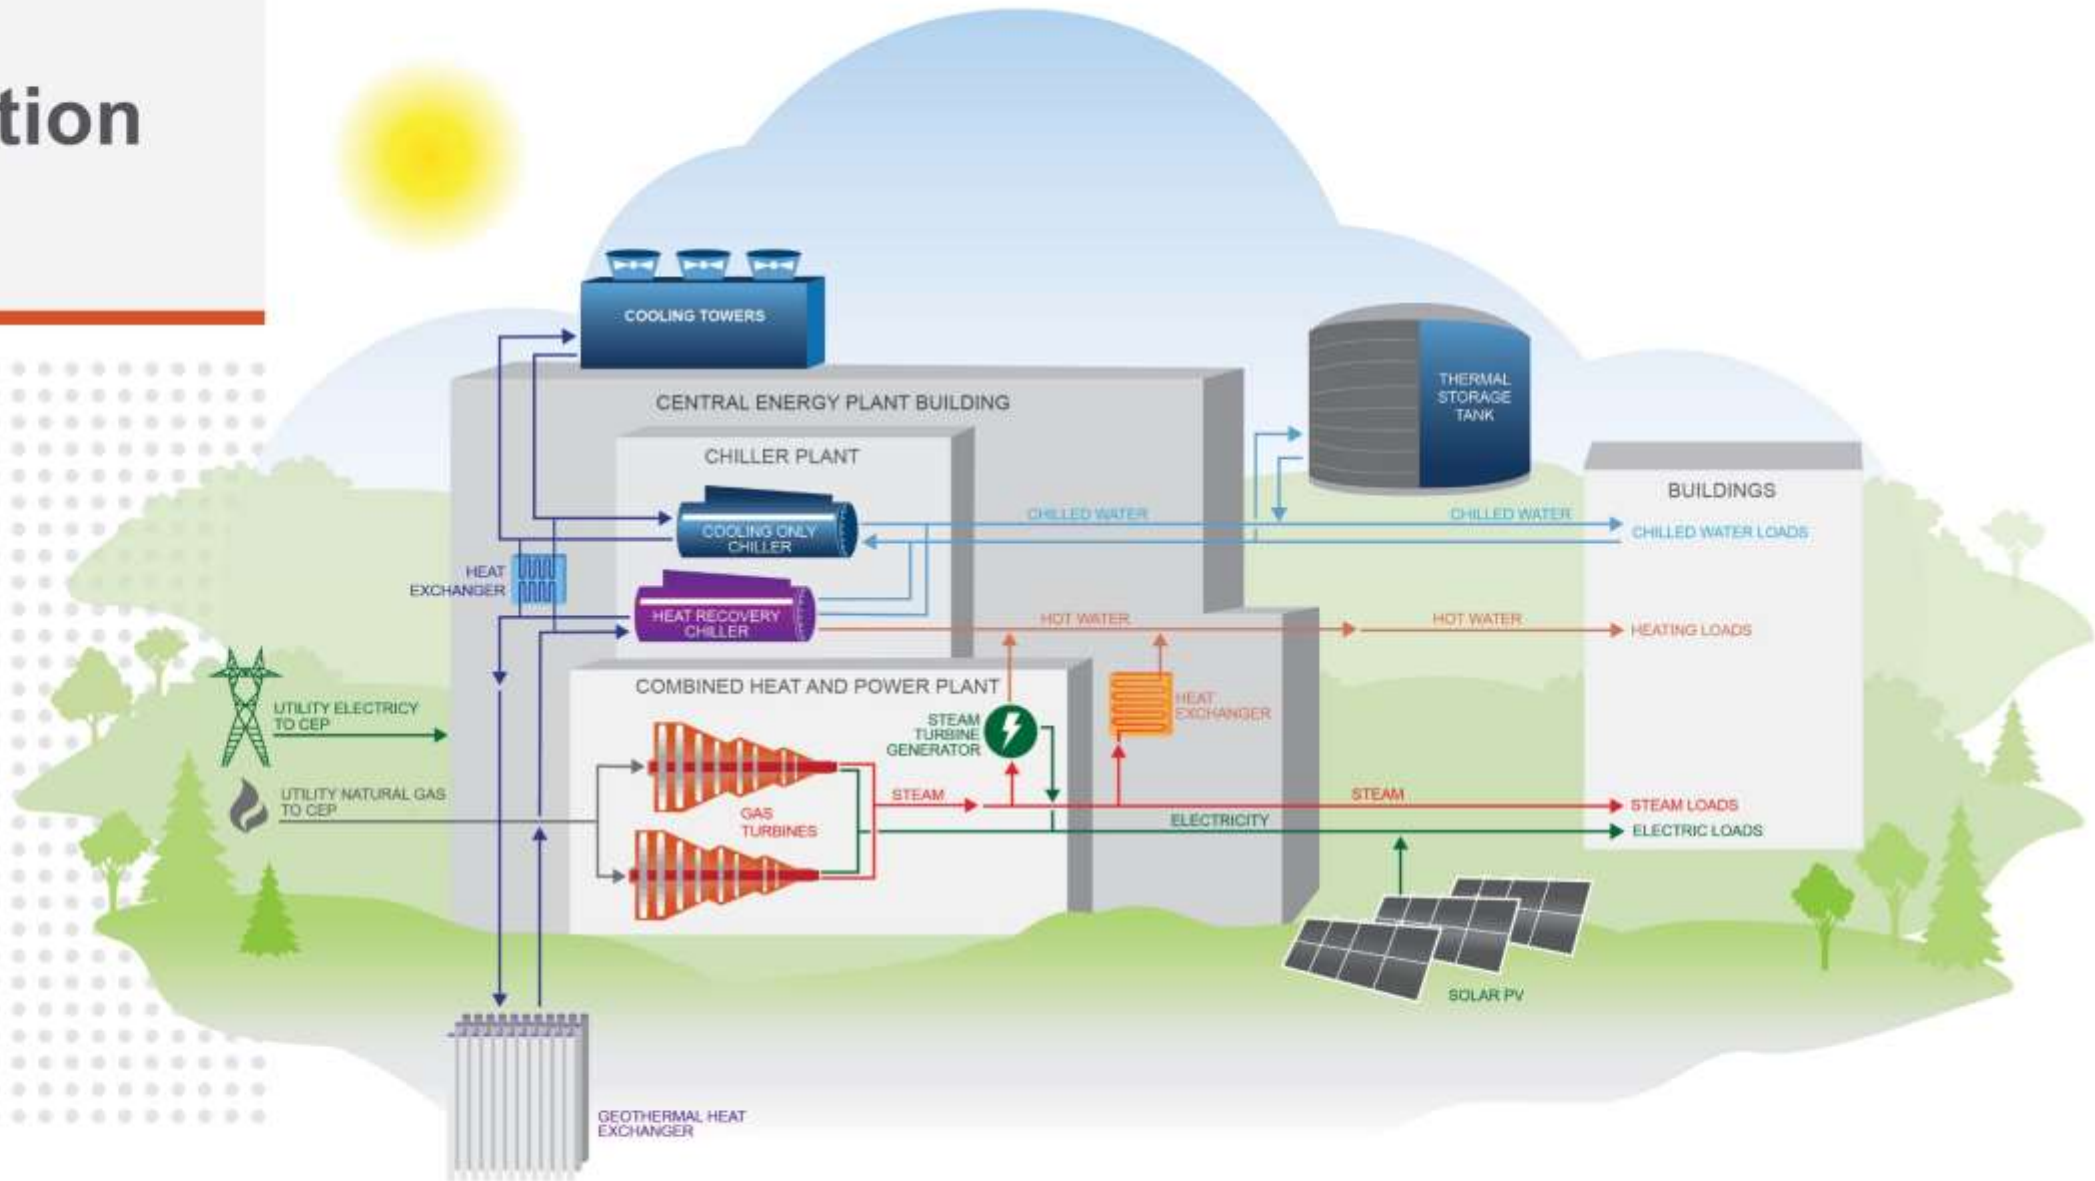 tion
COOLING TOWERS
CENTRAL ENERGY PLANT BUILDING
THERMAL
STORAGE
TANK
CHILLER PLANT
BUILDINGS
COOLING ONLY
CHILLER
CHILLED WATER
CHILLED WATER
CHILLED WATER LOADS
HEAT
EXCHANGER
HEAT RECOVERY
CHILLER
HOT WATER
HOT WATER
HEATING LOADS
COMBINED HEAT AND POWER PLANT
UTILITY ELECTRICY
TO CEP
STEAM
TURBINE
GENERATOR
HEAT
EXCHANGER
UTILITY NATURAL GAS
TO CEP
GAS
TURBINES
STEAM
STEAM
STEAM LOADS
ELECTRICITY
ELECTRIC LOADS
SOLAR PV
GEOTHERMAL HEAT
EXCHANGER